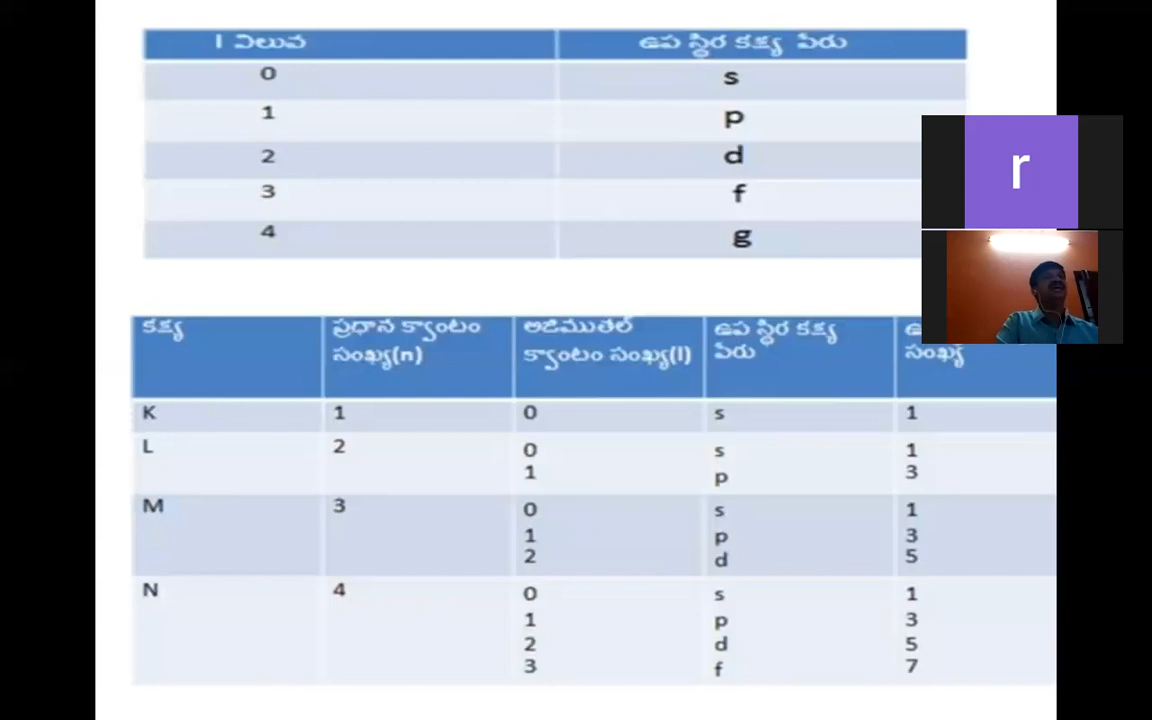 l విలువ ఉప స్థిర కక్ష్య పేరు
0 s
1 p
2 d
3 f
4 g
r
కక్ష్య ప్రధాన క్వాంటం సంఖ్య(n) అజిముతల్ క్వాంటం సంఖ్య(l) ఉప స్థిర కక్ష్య పేరు సంఖ్య
K 1 0 s 1
L 2 0 s 1
1 p 3
M 3 0 s 1
1 p 3
2 d 5
N 4 0 s 1
1 p 3
2 d 5
3 f 7